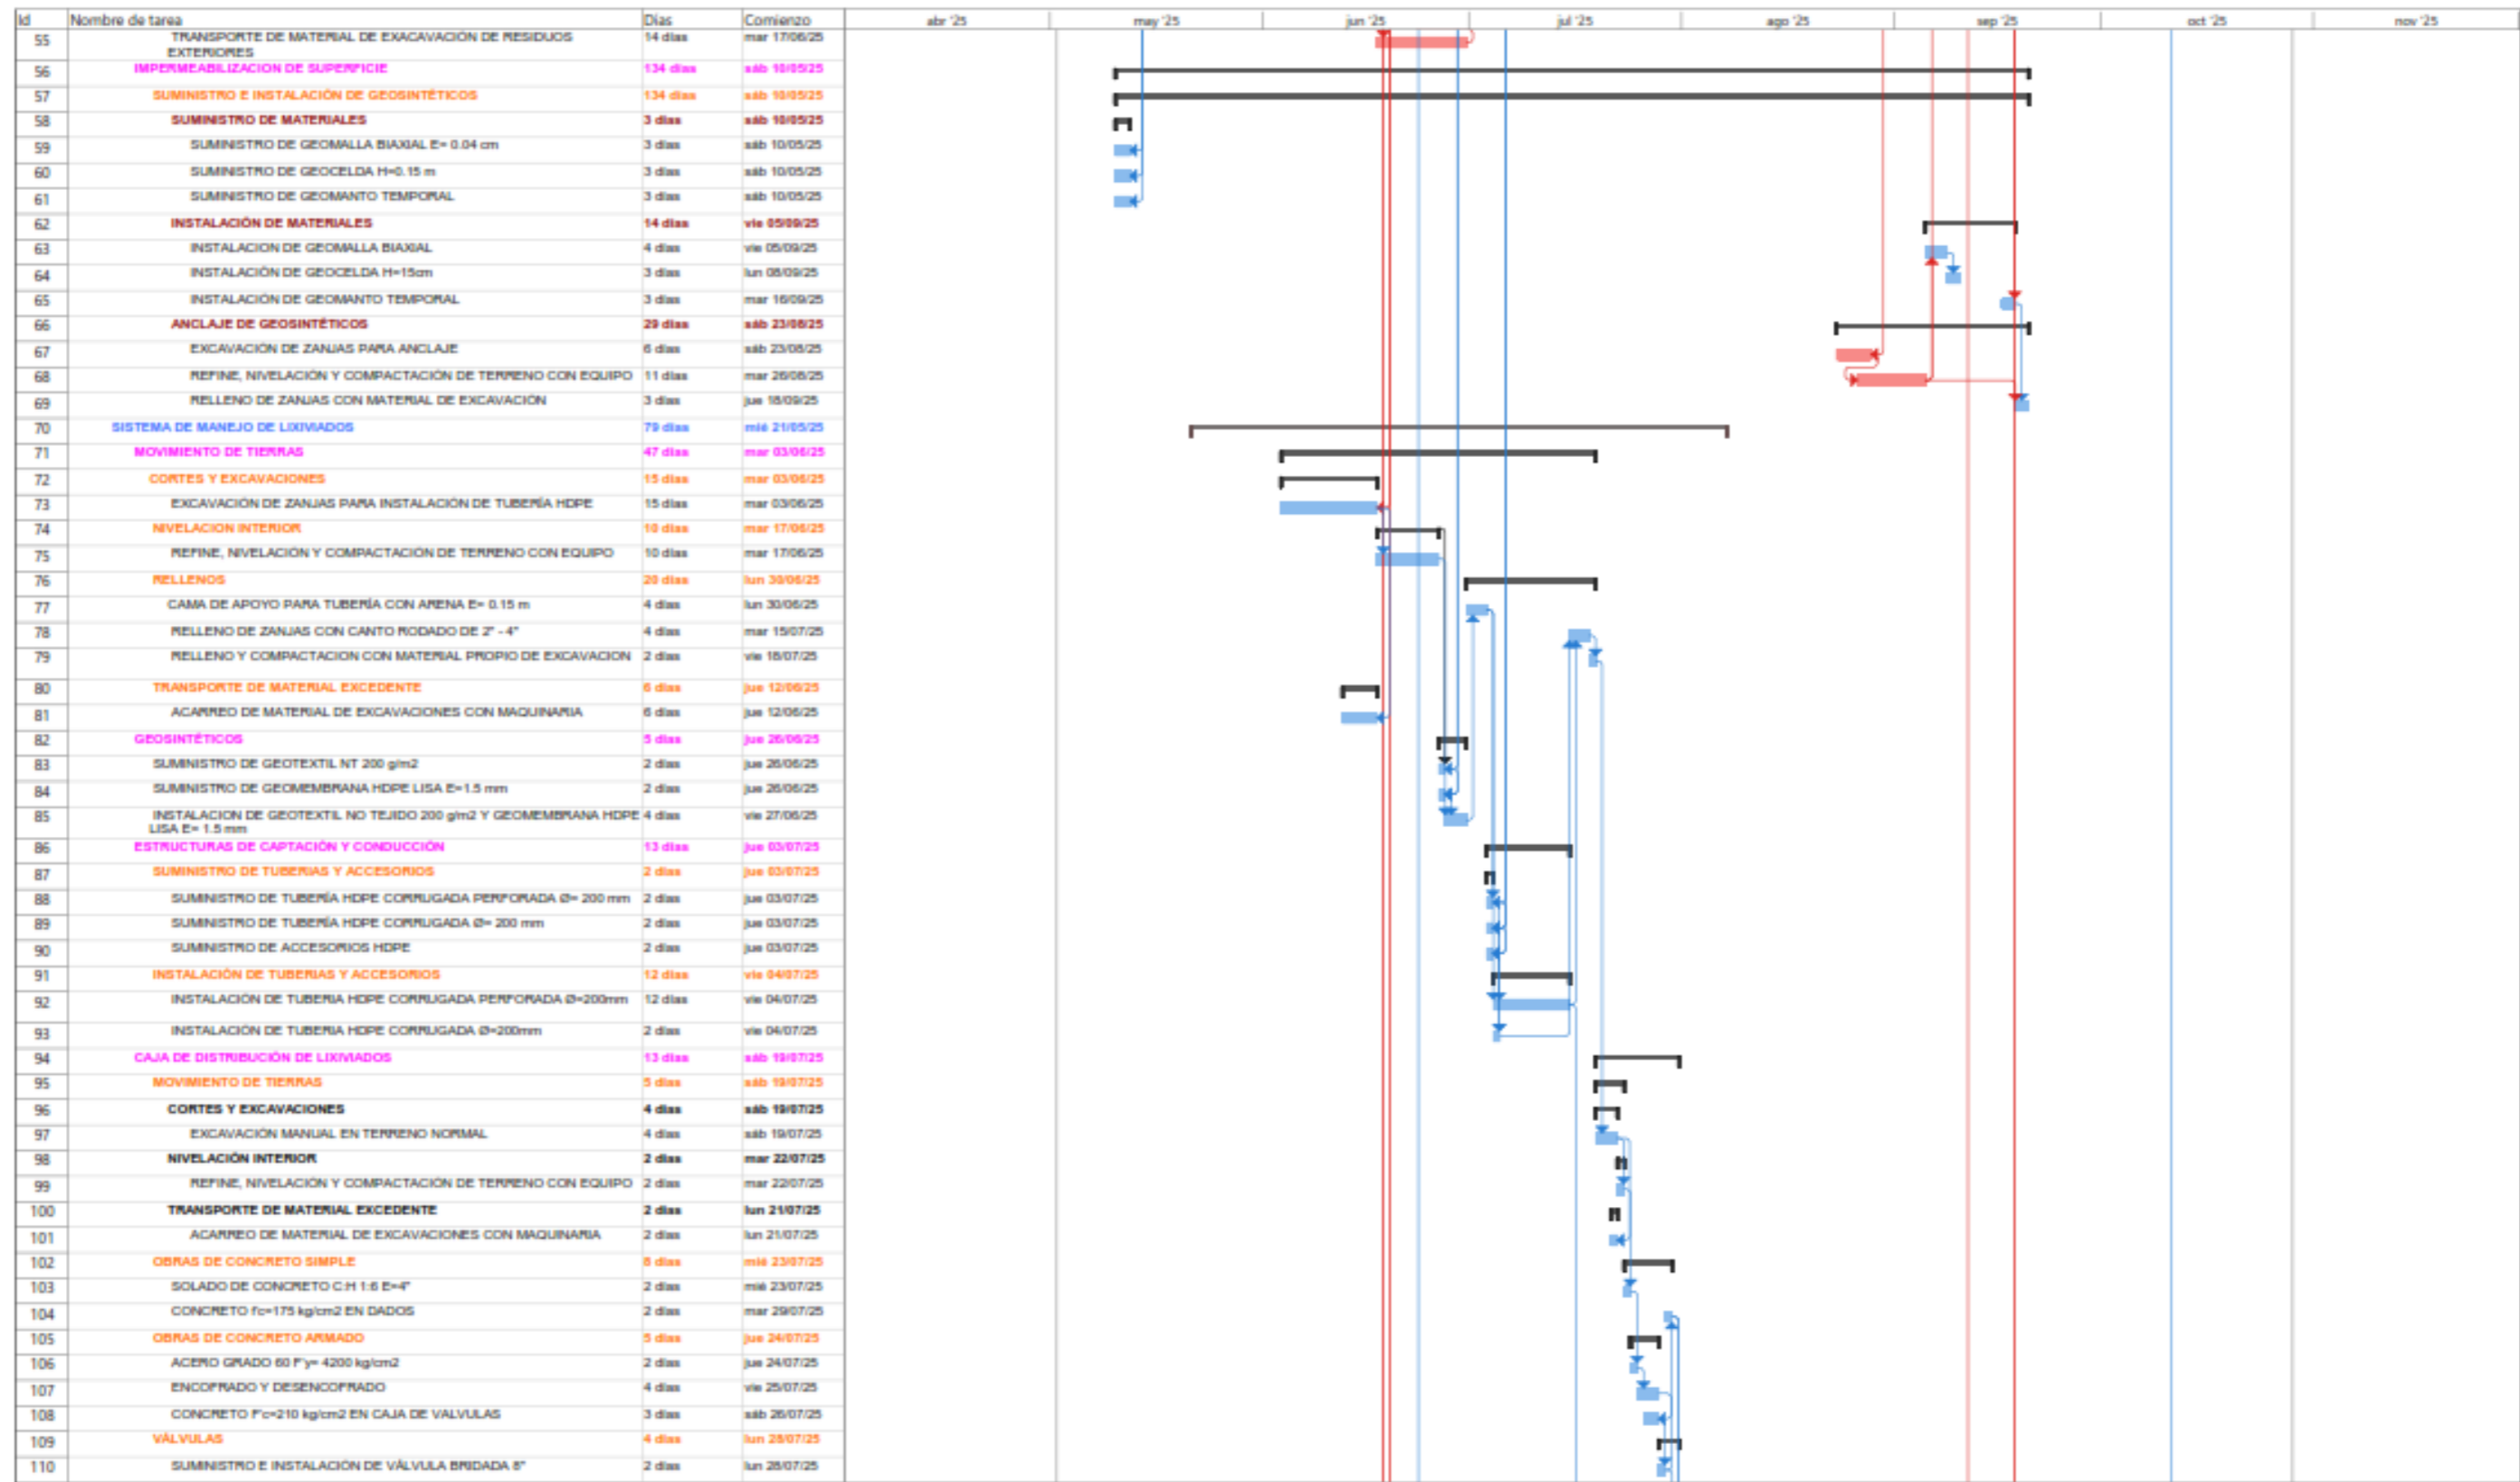 Id Nombre de tarea Días Comienzo abr '25 may '25 jun '25 jul '25 ago '25 sep '25 oct '25 nov '25
55 TRANSPORTE DE MATERIAL DE EXACAVACIÓN DE RESIDUOS 14 días mar 17/06/25
EXTERIORES
56 IMPERMEABILIZACION DE SUPERFICIE 134 días sáb 10/05/25
57 SUMINISTRO E INSTALACIÓN DE GEOSINTÉTICOS 134 días sáb 10/05/25
58 SUMINISTRO DE MATERIALES 3 días sáb 10/05/25
59 SUMINISTRO DE GEOMALLA BIAXIAL E= 0.04 cm 3 días sáb 10/05/25
60 SUMINISTRO DE GEOCELDA H=0.15 m 3 días sáb 10/05/25
61 SUMINISTRO DE GEOMANTO TEMPORAL 3 días sáb 10/05/25
62 INSTALACIÓN DE MATERIALES 14 días vie 05/09/25
63 INSTALACION DE GEOMALLA BIAXIAL 4 días vie 05/09/25
64 INSTALACIÓN DE GEOCELDA H=15cm 3 días lun 08/09/25
65 INSTALACIÓN DE GEOMANTO TEMPORAL 3 días mar 16/09/25
66 ANCLAJE DE GEOSINTÉTICOS 29 días sáb 23/08/25
67 EXCAVACIÓN DE ZANJAS PARA ANCLAJE 6 días sáb 23/08/25
68 REFINE, NIVELACIÓN Y COMPACTACIÓN DE TERRENO CON EQUIPO 11 días mar 26/08/25
69 RELLENO DE ZANJAS CON MATERIAL DE EXCAVACIÓN 3 días jue 18/09/25
70 SISTEMA DE MANEJO DE LIXIVIADOS 79 días mié 21/05/25
71 MOVIMIENTO DE TIERRAS 47 días mar 03/06/25
72 CORTES Y EXCAVACIONES 15 días mar 03/06/25
73 EXCAVACIÓN DE ZANJAS PARA INSTALACIÓN DE TUBERÍA HDPE 15 días mar 03/06/25
74 NIVELACION INTERIOR 10 días mar 17/06/25
75 REFINE, NIVELACIÓN Y COMPACTACIÓN DE TERRENO CON EQUIPO 10 días mar 17/06/25
76 RELLENOS 20 días lun 30/06/25
77 CAMA DE APOYO PARA TUBERÍA CON ARENA E= 0.15 m 4 días lun 30/06/25
78 RELLENO DE ZANJAS CON CANTO RODADO DE 2" - 4" 4 días mar 15/07/25
79 RELLENO Y COMPACTACION CON MATERIAL PROPIO DE EXCAVACION 2 días vie 18/07/25
80 TRANSPORTE DE MATERIAL EXCEDENTE 6 días jue 12/06/25
81 ACARREO DE MATERIAL DE EXCAVACIONES CON MAQUINARIA 6 días jue 12/06/25
82 GEOSINTÉTICOS 5 días jue 26/06/25
83 SUMINISTRO DE GEOTEXTIL NT 200 g/m2 2 días jue 26/06/25
84 SUMINISTRO DE GEOMEMBRANA HDPE LISA E=1.5 mm 2 días jue 26/06/25
85 INSTALACION DE GEOTEXTIL NO TEJIDO 200 g/m2 Y GEOMEMBRANA HDPE 4 días vie 27/06/25
LISA E= 1.5 mm
86 ESTRUCTURAS DE CAPTACIÓN Y CONDUCCIÓN 13 días jue 03/07/25
87 SUMINISTRO DE TUBERIAS Y ACCESORIOS 2 días jue 03/07/25
88 SUMINISTRO DE TUBERÍA HDPE CORRUGADA PERFORADA Ø= 200 mm 2 días jue 03/07/25
89 SUMINISTRO DE TUBERÍA HDPE CORRUGADA Ø= 200 mm 2 días jue 03/07/25
90 SUMINISTRO DE ACCESORIOS HDPE 2 días jue 03/07/25
91 INSTALACIÓN DE TUBERIAS Y ACCESORIOS 12 días vie 04/07/25
92 INSTALACIÓN DE TUBERIA HDPE CORRUGADA PERFORADA Ø=200mm 12 días vie 04/07/25
93 INSTALACIÓN DE TUBERIA HDPE CORRUGADA Ø=200mm 2 días vie 04/07/25
94 CAJA DE DISTRIBUCIÓN DE LIXIVIADOS 13 días sáb 19/07/25
95 MOVIMIENTO DE TIERRAS 5 días sáb 19/07/25
96 CORTES Y EXCAVACIONES 4 días sáb 19/07/25
97 EXCAVACIÓN MANUAL EN TERRENO NORMAL 4 días sáb 19/07/25
98 NIVELACIÓN INTERIOR 2 días mar 22/07/25
99 REFINE, NIVELACIÓN Y COMPACTACIÓN DE TERRENO CON EQUIPO 2 días mar 22/07/25
100 TRANSPORTE DE MATERIAL EXCEDENTE 2 días lun 21/07/25
101 ACARREO DE MATERIAL DE EXCAVACIONES CON MAQUINARIA 2 días lun 21/07/25
102 OBRAS DE CONCRETO SIMPLE 8 días mié 23/07/25
103 SOLADO DE CONCRETO C:H 1:6 E=4" 2 días mié 23/07/25
104 CONCRETO f'c=175 kg/cm2 EN DADOS 2 días mar 29/07/25
105 OBRAS DE CONCRETO ARMADO 5 días jue 24/07/25
106 ACERO GRADO 60 F'y= 4200 kg/cm2 2 días jue 24/07/25
107 ENCOFRADO Y DESENCOFRADO 4 días vie 25/07/25
108 CONCRETO F'c=210 kg/cm2 EN CAJA DE VALVULAS 3 días sáb 26/07/25
109 VÁLVULAS 4 días lun 28/07/25
110 SUMINISTRO E INSTALACIÓN DE VÁLVULA BRIDADA 8" 2 días lun 28/07/25